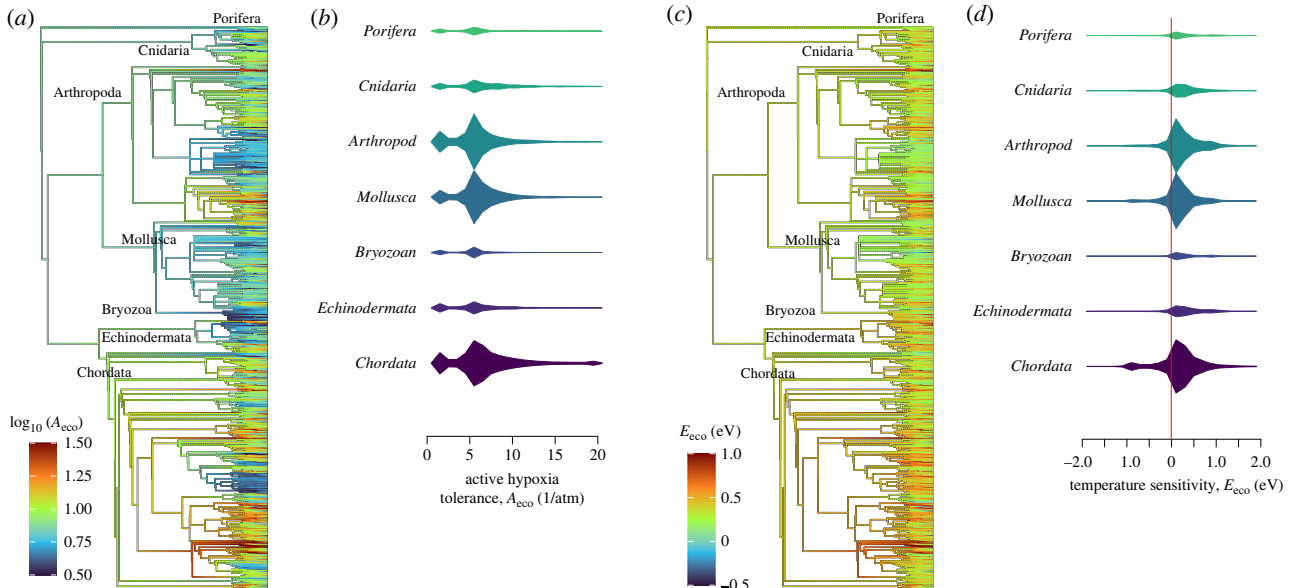 (a)
Porifera
Cnidaria
Arthropoda
Mollusca
Bryozoa
Echinodermata
Chordata
log10 (Aeco)
1.50
1.25
1.00
0.75
0.50
(b)
Porifera
Cnidaria
Arthropod
Mollusca
Bryozoan
Echinodermata
Chordata
0 5 10 15 20
active hypoxia
tolerance, Aeco (1/atm)
(c)
Porifera
Cnidaria
Arthropoda
Mollusca
Bryozoa
Echinodermata
Chordata
Eeco (eV)
1.0
0.5
0
−0.5
(d)
Porifera
Cnidaria
Arthropod
Mollusca
Bryozoan
Echinodermata
Chordata
−2.0 1.0 0 1.0 2.0
temperature sensitivity, Eeco (eV)